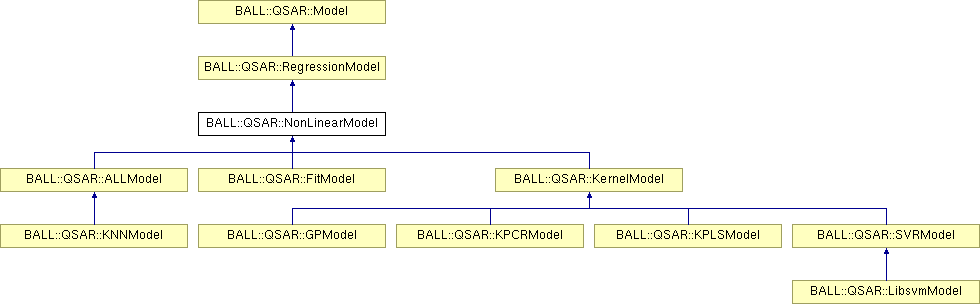 BALL::QSAR::Model
BALL::QSAR::RegressionModel
BALL::QSAR::NonLinearModel
BALL::QSAR::ALLModel
BALL::QSAR::FitModel
BALL::QSAR::KernelModel
BALL::QSAR::KNNModel
BALL::QSAR::GPModel
BALL::QSAR::KPCRModel
BALL::QSAR::KPLSModel
BALL::QSAR::SVRModel
BALL::QSAR::LibsvmModel